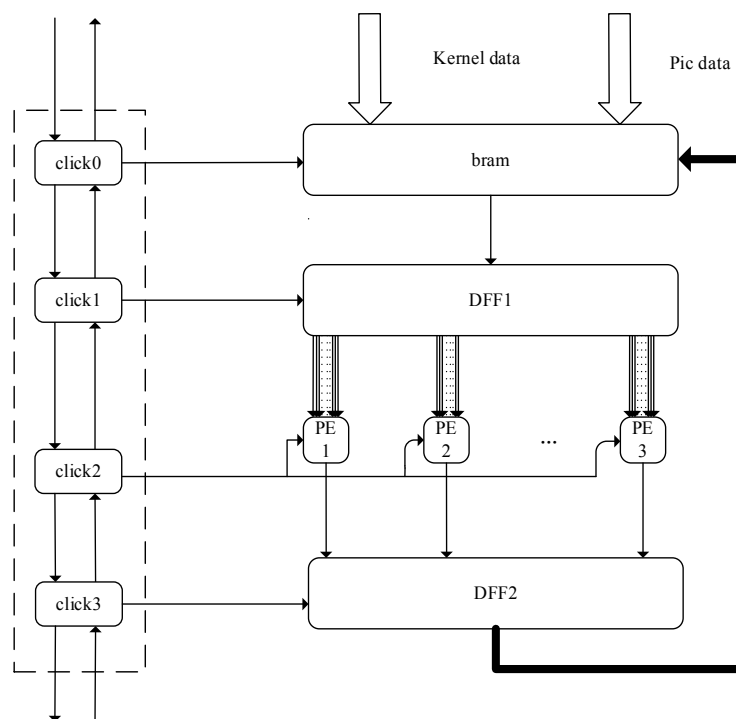 Kernel data
Pic data
click0
bram
click1
DFF1
PE
1
PE
2
...
PE
3
click2
DFF2
click3